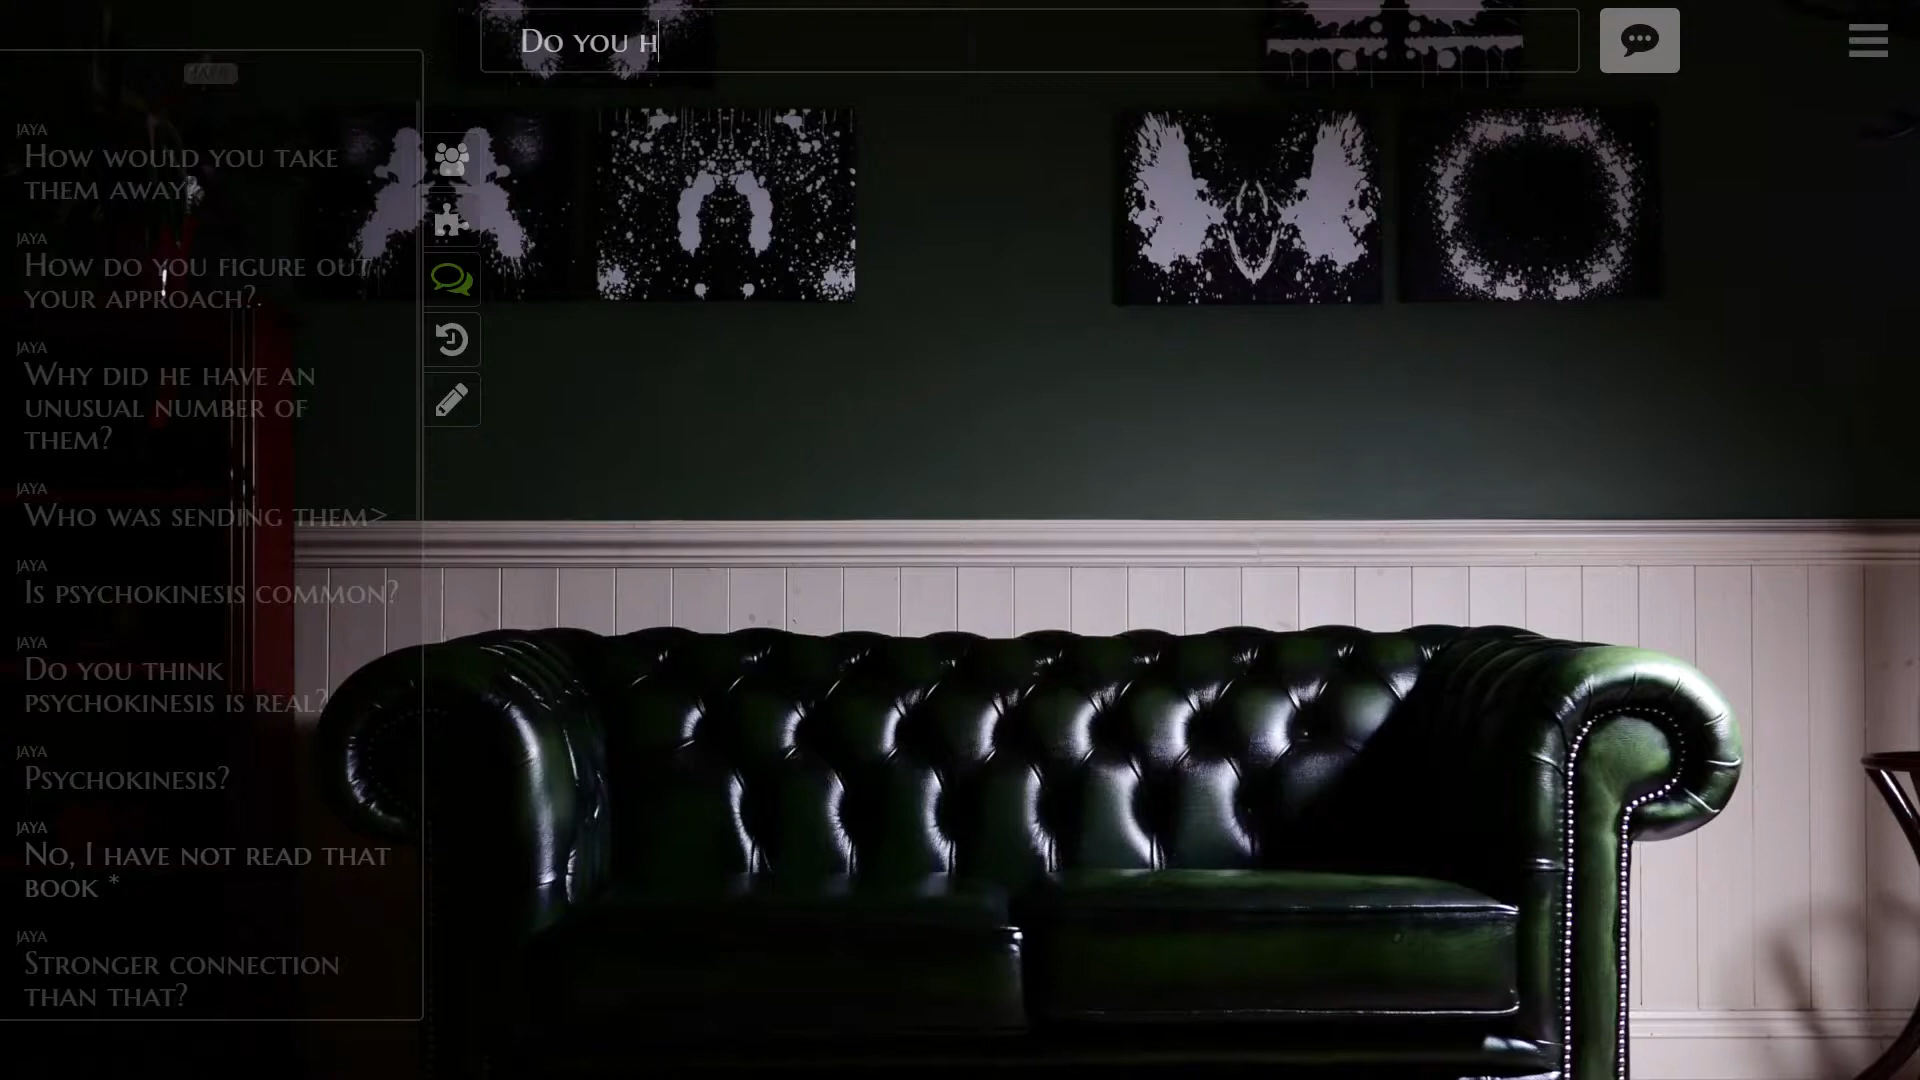 Do you h
JAYA
How would you take
them away?
JAYA
How do you figure out
your approach?.
JAYA
Why did he have an
unusual number of
them?
JAYA
Who was sending them>
JAYA
Is psychokinesis common?
JAYA
Do you think
psychokinesis is real?
JAYA
Psychokinesis?
JAYA
No, I have not read that
book *
JAYA
Stronger connection
than that?